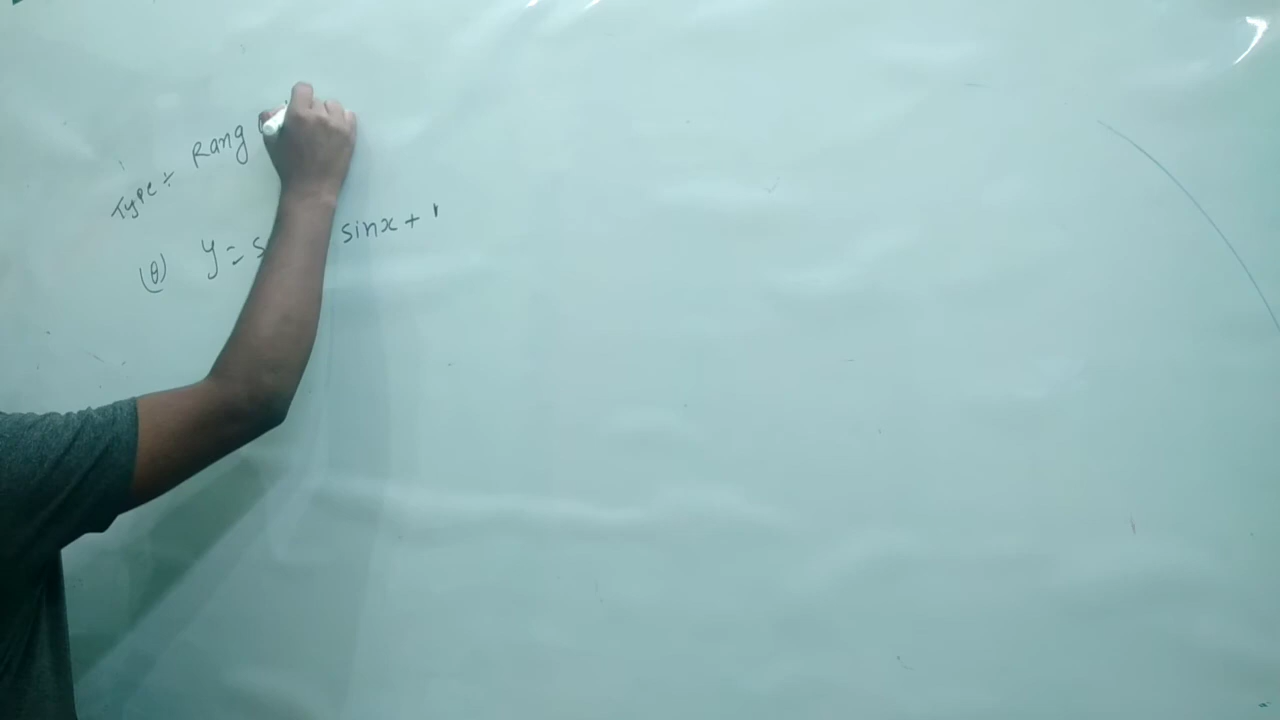 Type÷ Rang
(θ) y = s sinx + 1